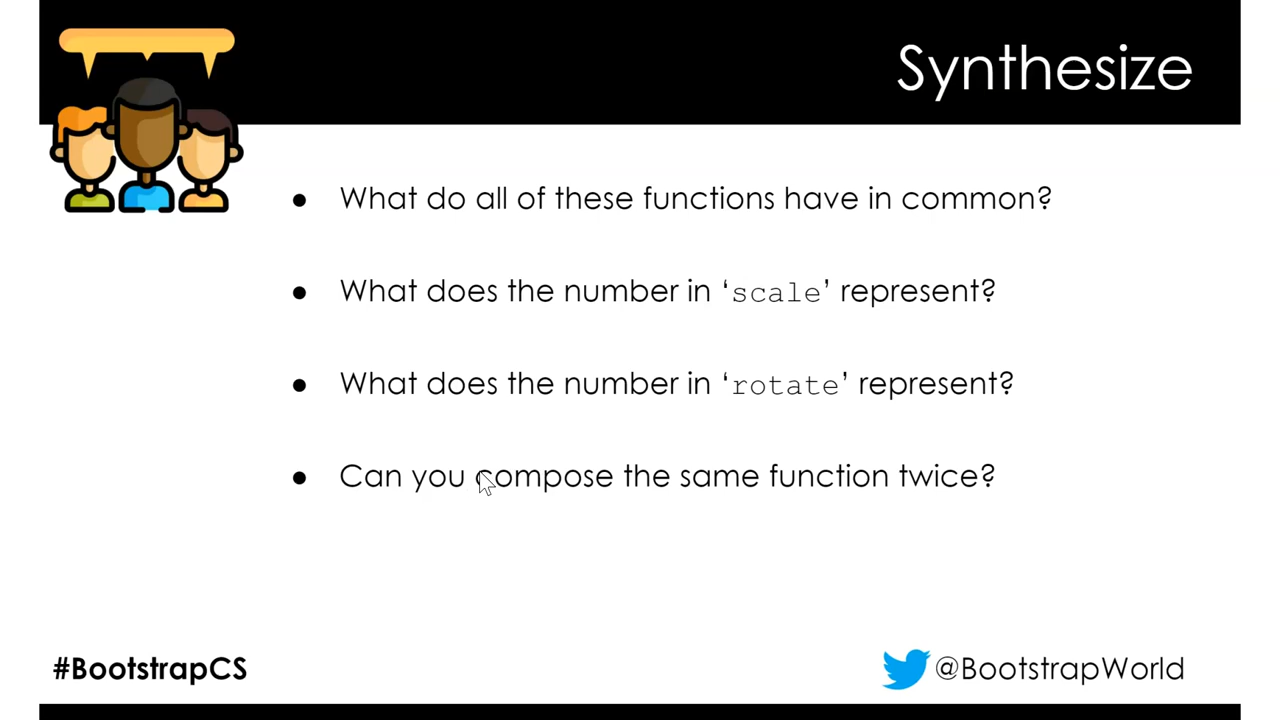 Synthesize
● What do all of these functions have in common?
● What does the number in ‘scale’ represent?
● What does the number in ‘rotate’ represent?
● Can you compose the same function twice?
#BootstrapCS
@BootstrapWorld